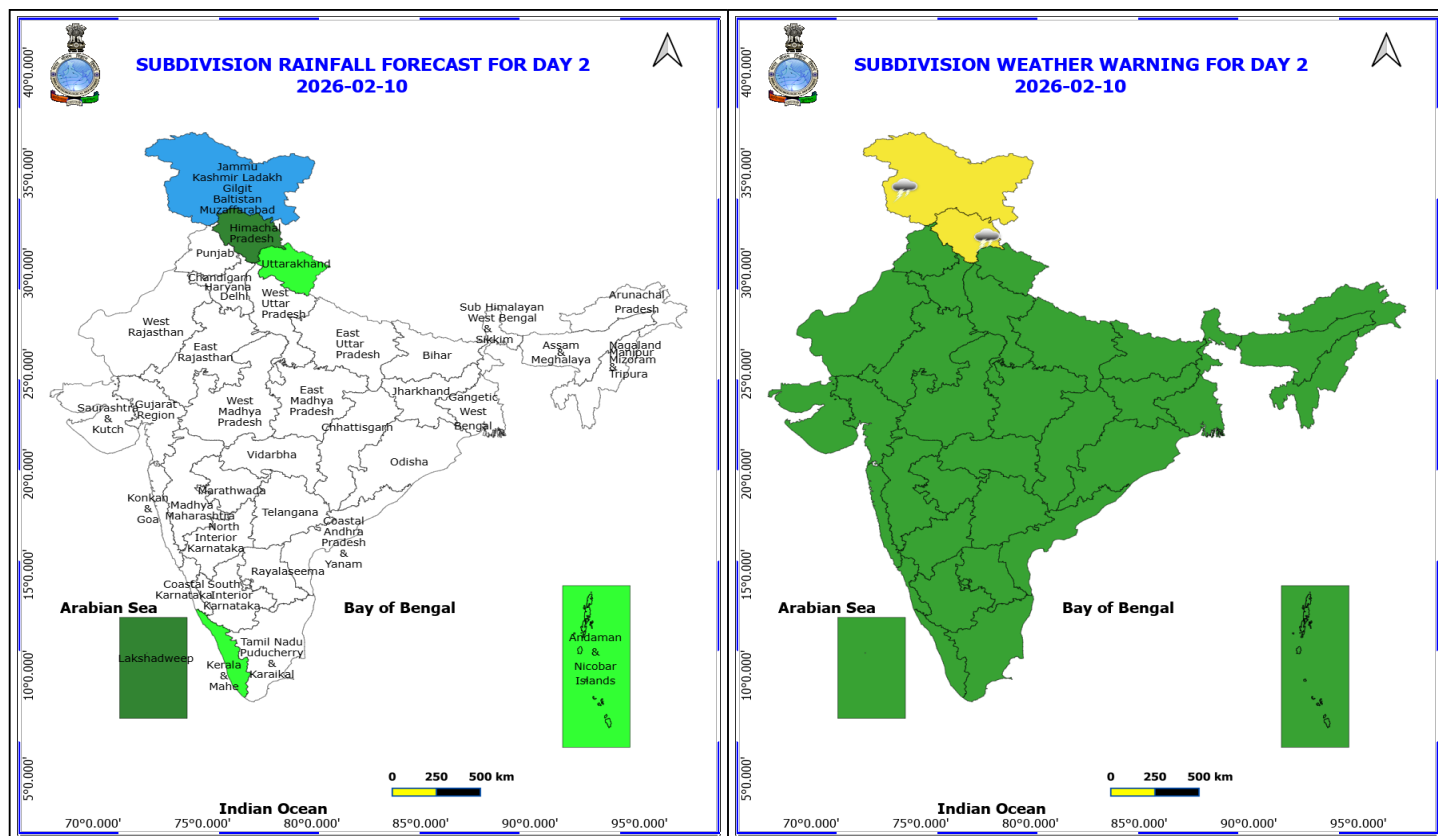 SUBDIVISION RAINFALL FORECAST FOR DAY 2
2026-02-10
Jammu
Kashmir Ladakh
Gilgit
Baltistan
Muzaffarabad
Himachal
Pradesh
Punjab
Uttarakhand
Chandigarh
Haryana
Delhi
West
Uttar
Pradesh
West
Rajasthan
East
Rajasthan
East
Uttar
Pradesh
Bihar
Sub Himalayan
West Bengal
&
Sikkim
Arunachal
Pradesh
Assam
&
Meghalaya
Nagaland
Manipur
Mizoram
&
Tripura
Saurashtra
&
Kutch
Gujarat
Region
West
Madhya
Pradesh
East
Madhya
Pradesh
Jharkhand
Gangetic
West
Bengal
Chhattisgarh
Vidarbha
Odisha
Konkan
&
Goa
Madhya
Maharashtra
Marathwada
Telangana
North
Interior
Karnataka
Coastal
Andhra
Pradesh
&
Yanam
Rayalaseema
Coastal
Karnataka
South
Interior
Karnataka
Arabian Sea
Bay of Bengal
Lakshadweep
Kerala
&
Mahe
Tamil Nadu
Puducherry
&
Karaikal
Andaman
&
Nicobar
Islands
0 250 500 km
Indian Ocean
40°0.000'
35°0.000'
30°0.000'
25°0.000'
20°0.000'
15°0.000'
10°0.000'
5°0.000'
70°0.000' 75°0.000' 80°0.000' 85°0.000' 90°0.000' 95°0.000'
SUBDIVISION WEATHER WARNING FOR DAY 2
2026-02-10
Arabian Sea
Bay of Bengal
0 250 500 km
Indian Ocean
40°0.000'
35°0.000'
30°0.000'
25°0.000'
20°0.000'
15°0.000'
10°0.000'
5°0.000'
70°0.000' 75°0.000' 80°0.000' 85°0.000' 90°0.000' 95°0.000'